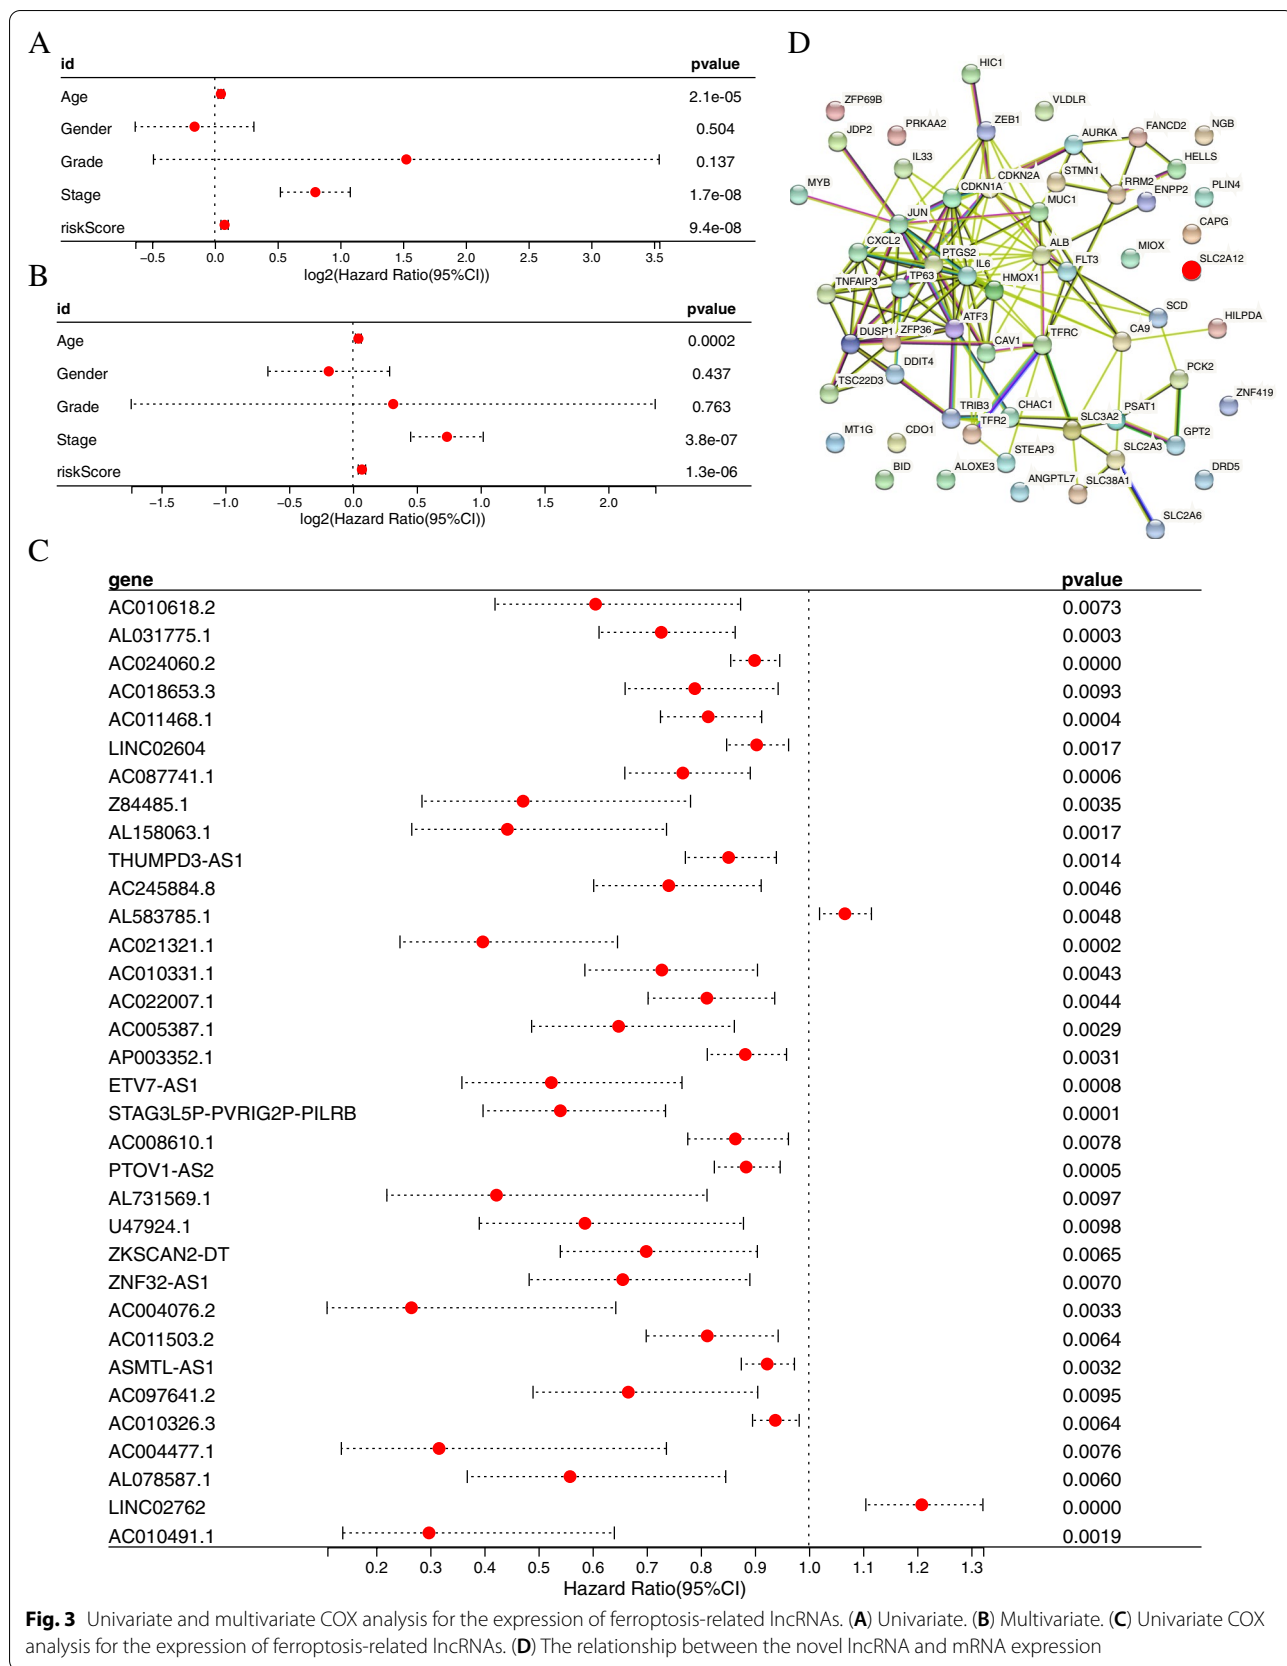 A
id pvalue
Age 2.1e-05
Gender 0.504
Grade 0.137
Stage 1.7e-08
riskScore 9.4e-08
−0.5 0.0 0.5 1.0 1.5 2.0 2.5 3.0 3.5
log2(Hazard Ratio(95%CI))
B
id pvalue
Age 0.0002
Gender 0.437
Grade 0.763
Stage 3.8e-07
riskScore 1.3e-06
−1.5 −1.0 −0.5 0.0 0.5 1.0 1.5 2.0
log2(Hazard Ratio(95%CI))
D
HIC1
ZFP69B
VLDLR
PRKAA2
ZEB1
AURKA
FANCD2
NGB
JDP2
IL33
STMN1
HELLS
CDKN2A
MYB
CDKN1A
RRM2
ENPP2
PLIN4
MUC1
JUN
CAPG
CXCL2
PTGS2
ALB
MIOX
SLC2A12
IL6
FLT3
TNFAIP3
TP63
HMOX1
SCD
HILPDA
ATF3
DUSP1
ZFP36
CAV1
TFRC
CA9
DDIT4
PCK2
TSC22D3
TRIB3
CHAC1
PSAT1
ZNF419
TFR2
SLC3A2
GPT2
MT1G
CDO1
STEAP3
SLC2A3
BID
ALOXE3
ANGPTL7
SLC38A1
DRD5
SLC2A6
C
gene pvalue
AC010618.2 0.0073
AL031775.1 0.0003
AC024060.2 0.0000
AC018653.3 0.0093
AC011468.1 0.0004
LINC02604 0.0017
AC087741.1 0.0006
Z84485.1 0.0035
AL158063.1 0.0017
THUMPD3−AS1 0.0014
AC245884.8 0.0046
AL583785.1 0.0048
AC021321.1 0.0002
AC010331.1 0.0043
AC022007.1 0.0044
AC005387.1 0.0029
AP003352.1 0.0031
ETV7−AS1 0.0008
STAG3L5P−PVRIG2P−PILRB 0.0001
AC008610.1 0.0078
PTOV1−AS2 0.0005
AL731569.1 0.0097
U47924.1 0.0098
ZKSCAN2−DT 0.0065
ZNF32−AS1 0.0070
AC004076.2 0.0033
AC011503.2 0.0064
ASMTL−AS1 0.0032
AC097641.2 0.0095
AC010326.3 0.0064
AC004477.1 0.0076
AL078587.1 0.0060
LINC02762 0.0000
AC010491.1 0.0019
0.2 0.3 0.4 0.5 0.6 0.7 0.8 0.9 1.0 1.1 1.2 1.3
Hazard Ratio(95%CI)
Fig. 3 Univariate and multivariate COX analysis for the expression of ferroptosis-related lncRNAs. (A) Univariate. (B) Multivariate. (C) Univariate COX
analysis for the expression of ferroptosis-related lncRNAs. (D) The relationship between the novel lncRNA and mRNA expression